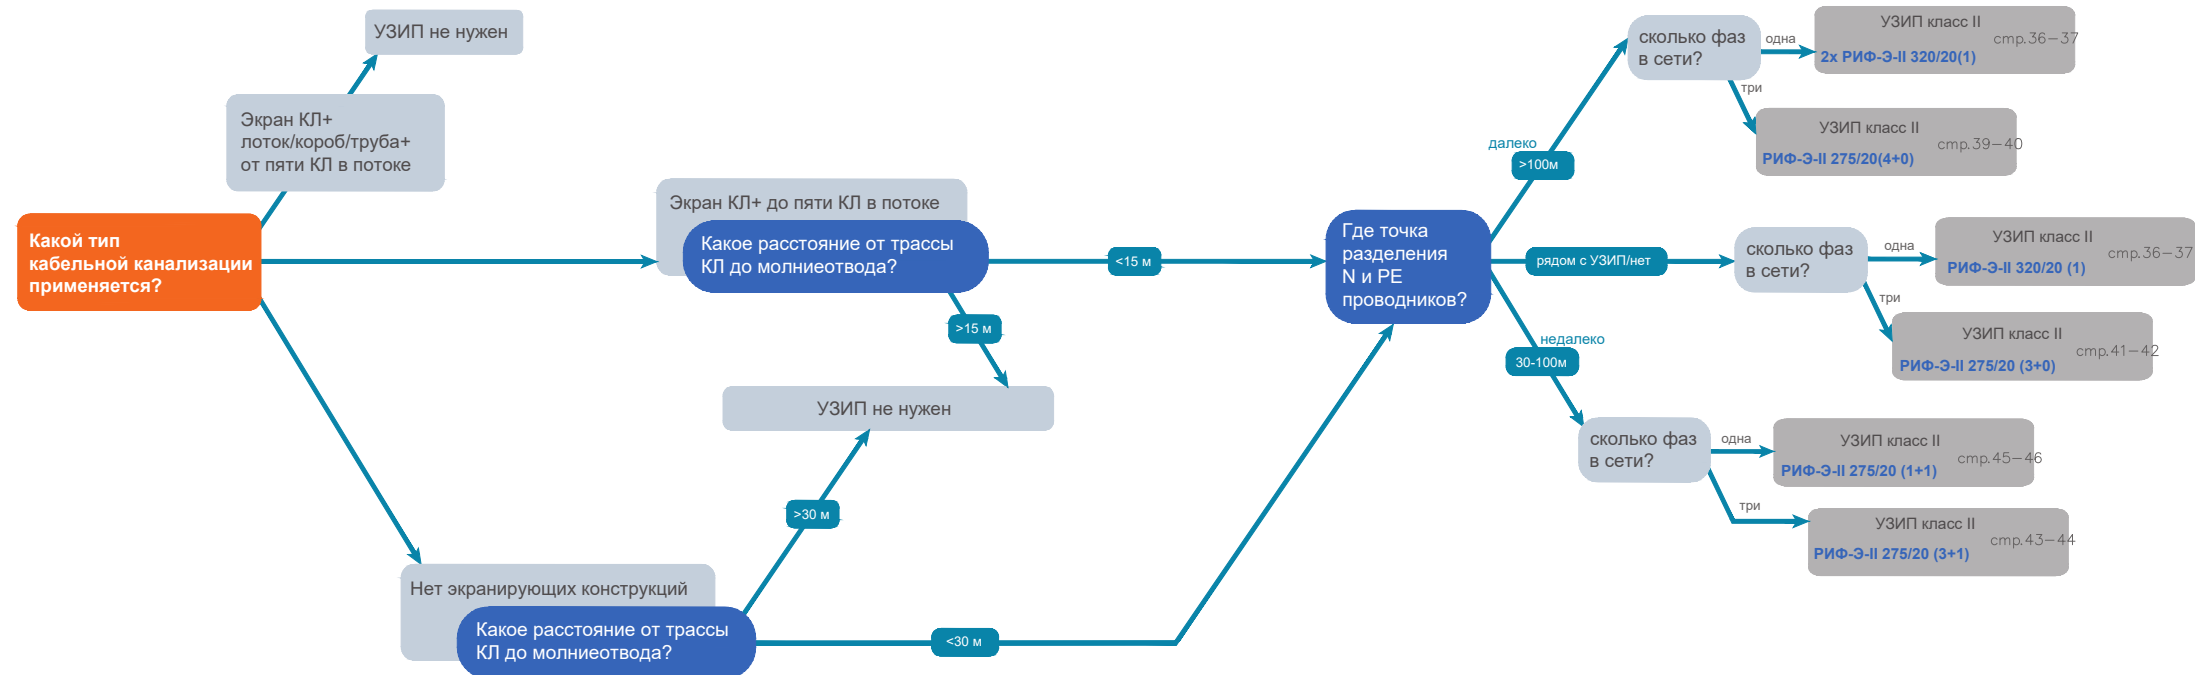 УЗИП не нужен
Экран КЛ+
лоток/короб/труба+
от пяти КЛ в потоке
Какой тип
кабельной канализации
применяется?
Экран КЛ+ до пяти КЛ в потоке
Какое расстояние от трассы
КЛ до молниеотвода?
<15 м
>15 м
УЗИП не нужен
>30 м
Нет экранирующих конструкций
Какое расстояние от трассы
КЛ до молниеотвода?
<30 м
Где точка
разделения
N и PE
проводников?
далеко
>100м
сколько фаз
в сети?
одна
УЗИП класс II
стр.36–37
2х РИФ-Э-II 320/20(1)
три
УЗИП класс II
стр.39–40
РИФ-Э-II 275/20(4+0)
рядом с УЗИП/нет
сколько фаз
в сети?
одна
УЗИП класс II
стр.36–37
РИФ-Э-II 320/20 (1)
три
УЗИП класс II
стр.41–42
РИФ-Э-II 275/20 (3+0)
недалеко
30-100м
сколько фаз
в сети?
одна
УЗИП класс II
стр.45–46
РИФ-Э-II 275/20 (1+1)
три
УЗИП класс II
стр.43–44
РИФ-Э-II 275/20 (3+1)